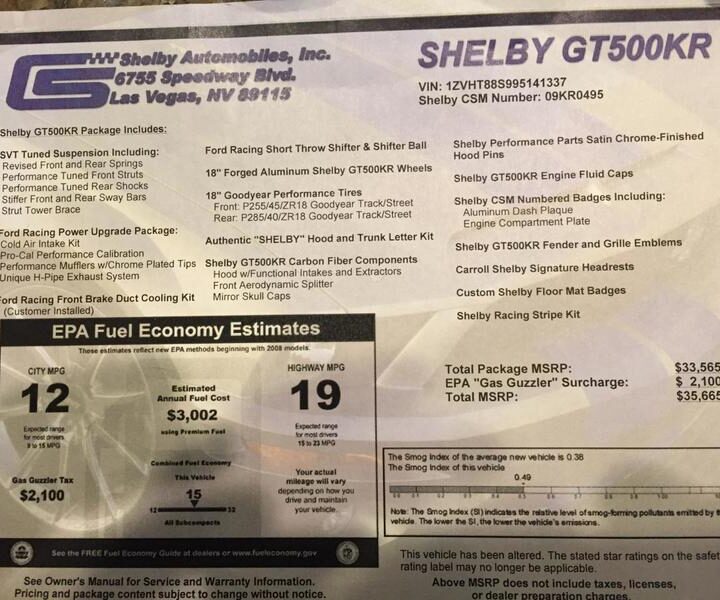 Shelby Automobiles, Inc.
6755 Speedway Blvd.
Las Vegas, NV 89115
SHELBY GT500KR
VIN: 1ZVHT88S995141337
Shelby CSM Number: 09KR0495
Shelby GT500KR Package Includes:
SVT Tuned Suspension Including:
Revised Front and Rear Springs
Performance Tuned Front Struts
Performance Tuned Rear Shocks
Stiffer Front and Rear Sway Bars
Strut Tower Brace
Ford Racing Power Upgrade Package:
Cold Air Intake Kit
Pro-Cal Performance Calibration
Performance Mufflers w/Chrome Plated Tips
Unique H-Pipe Exhaust System
Ford Racing Front Brake Duct Cooling Kit
(Customer Installed)
Ford Racing Short Throw Shifter & Shifter Ball
18" Forged Aluminum Shelby GT500KR Wheels
18" Goodyear Performance Tires
Front: P255/45/ZR18 Goodyear Track/Street
Rear: P285/40/ZR18 Goodyear Track/Street
Authentic "SHELBY" Hood and Trunk Letter Kit
Shelby GT500KR Carbon Fiber Components
Hood w/Functional Intakes and Extractors
Front Aerodynamic Splitter
Mirror Skull Caps
Shelby Performance Parts Satin Chrome-Finished
Hood Pins
Shelby GT500KR Engine Fluid Caps
Shelby CSM Numbered Badges Including:
Aluminum Dash Plaque
Engine Compartment Plate
Shelby GT500KR Fender and Grille Emblems
Carroll Shelby Signature Headrests
Custom Shelby Floor Mat Badges
Shelby Racing Stripe Kit
EPA Fuel Economy Estimates
These estimates reflect new EPA methods beginning with 2008 models.
CITY MPG
12
Expected range
for most drivers
9 to 15 MPG
Gas Guzzler Tax
$2,100
Estimated
Annual Fuel Cost
$3,002
using Premium Fuel
Combined Fuel Economy
This Vehicle
15
12 32
All Subcompacts
HIGHWAY MPG
19
Expected range
for most drivers
15 to 23 MPG
Your actual
mileage will vary
depending on how you
drive and maintain
your vehicle.
See the FREE Fuel Economy Guide at dealers or www.fueleconomy.gov
Total Package MSRP: $33,565
EPA "Gas Guzzler" Surcharge: $ 2,100
Total MSRP: $35,665
The Smog Index of the average new vehicle is 0.38
The Smog Index of this vehicle
0.49
Note: The Smog Index (SI) indicates the relative level of smog-forming pollutants emitted by
vehicle. The lower the SI, the lower the vehicle's emissions.
This vehicle has been altered. The stated star ratings on the safet
rating label may no longer be applicable.
See Owner's Manual for Service and Warranty Information.
Pricing and package content subject to change without notice.
Above MSRP does not include taxes, licenses,
or dealer preparation charges.